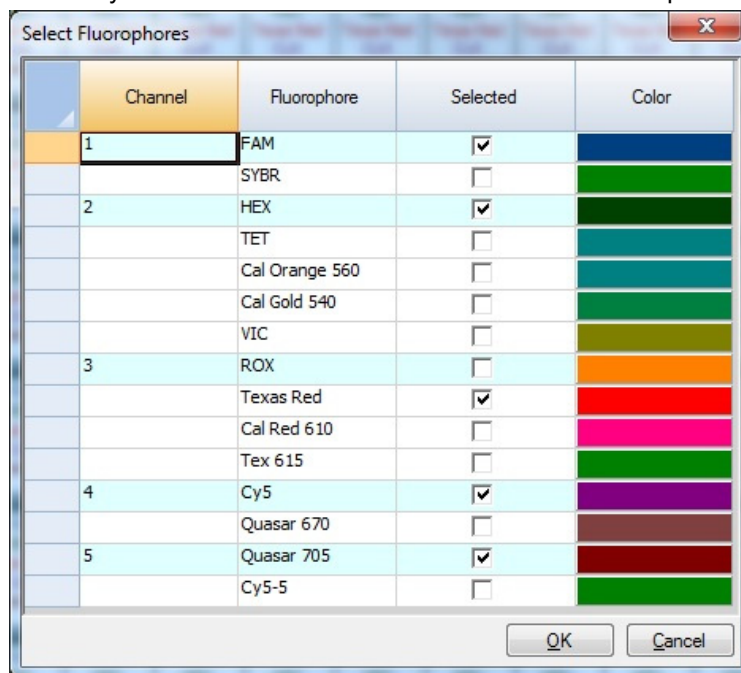 Select Fluorophores
Channel Fluorophore Selected Color
1 FAM
SYBR
2 HEX
TET
Cal Orange 560
Cal Gold 540
VIC
3 ROX
Texas Red
Cal Red 610
Tex 615
4 Cy5
Quasar 670
5 Quasar 705
Cy5-5
OK Cancel